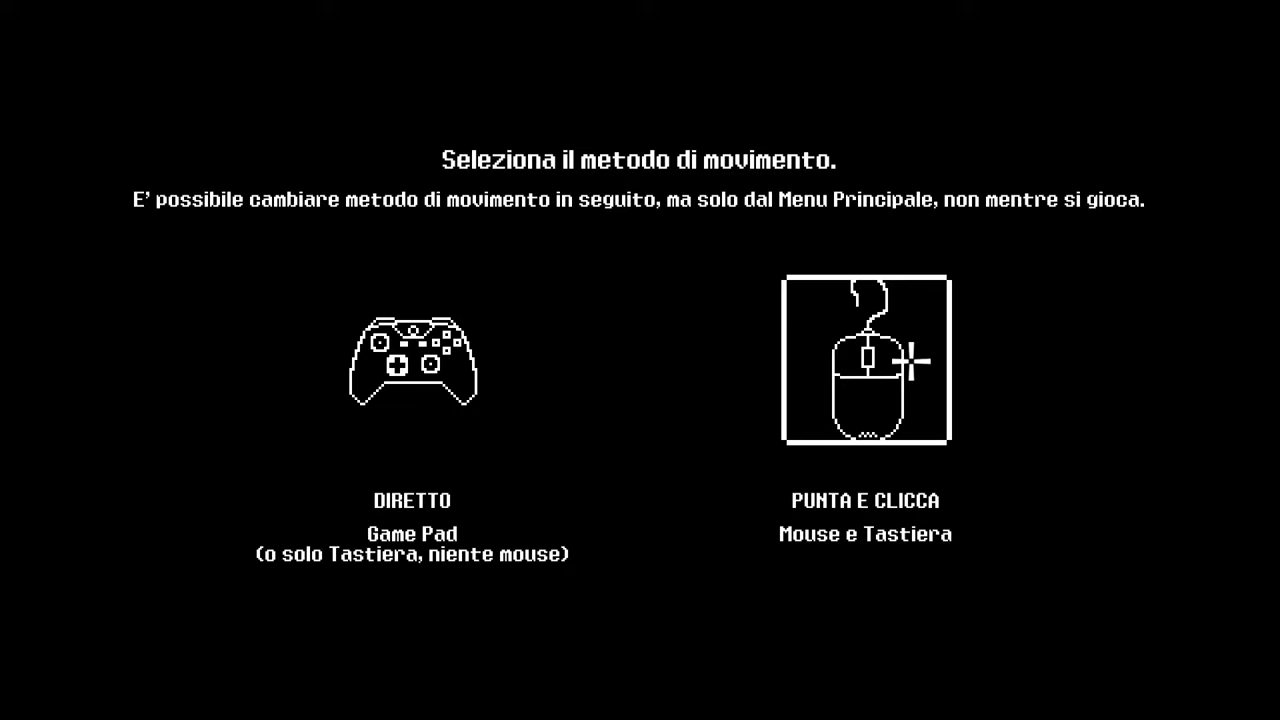 Seleziona il metodo di movimento.
E' possibile cambiare metodo di movimento in seguito, ma solo dal Menu Principale, non mentre si gioca.
DIRETTO
Game Pad
(o solo Tastiera, niente mouse)
PUNTA E CLICCA
Mouse e Tastiera